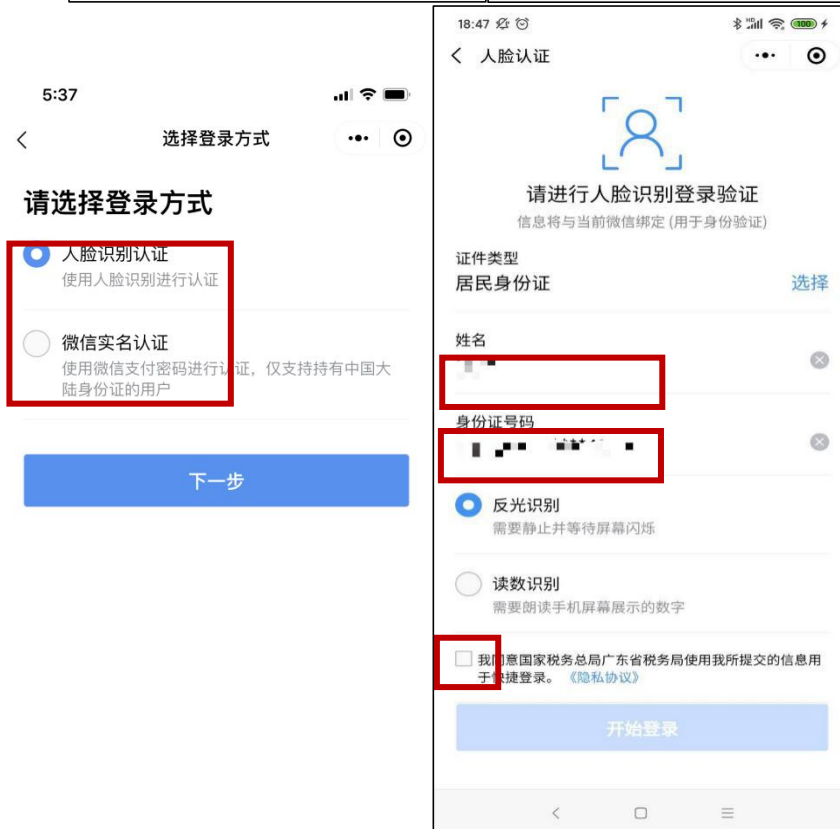 5:37
选择登录方式
请选择登录方式
人脸识别认证
使用人脸识别进行认证
微信实名认证
使用微信支付密码进行认证，仅支持持有中国大
陆身份证的用户
下一步
18:47
100
人脸认证
请进行人脸识别登录验证
信息将与当前微信绑定 (用于身份验证)
证件类型
居民身份证
选择
姓名
身份证号码
反光识别
需要静止并等待屏幕闪烁
读数识别
需要朗读手机屏幕展示的数字
我同意国家税务总局广东省税务局使用我所提交的信息用
于快捷登录。 《隐私协议》
开始登录